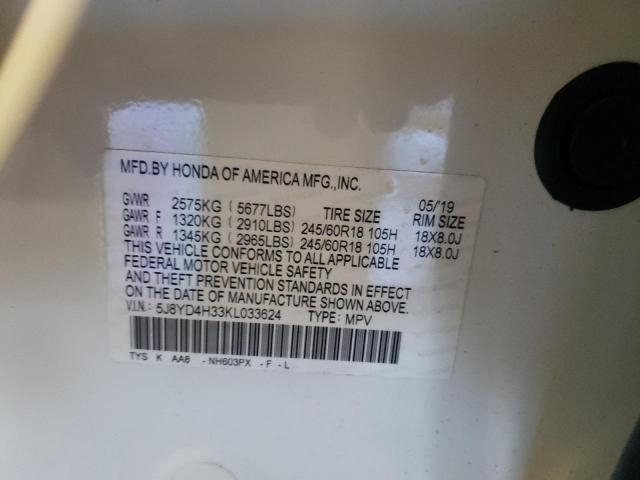 MFD.BY HONDA OF AMERICA MFG.,INC.
05/'19
GVWR 2575KG ( 5677LBS) TIRE SIZE RIM SIZE
GAWR F 1320KG ( 2910LBS) 245/60R18 105H 18X8.0J
GAWR R 1345KG ( 2965LBS) 245/60R18 105H 18X8.0J
THIS VEHICLE CONFORMS TO ALL APPLICABLE
FEDERAL MOTOR VEHICLE SAFETY
AND THEFT PREVENTION STANDARDS IN EFFECT
ON THE DATE OF MANUFACTURE SHOWN ABOVE.
V.I.N.: 5J8YD4H33KL033624 TYPE: MPV
TYS K AA8 -NH603PX -F-L